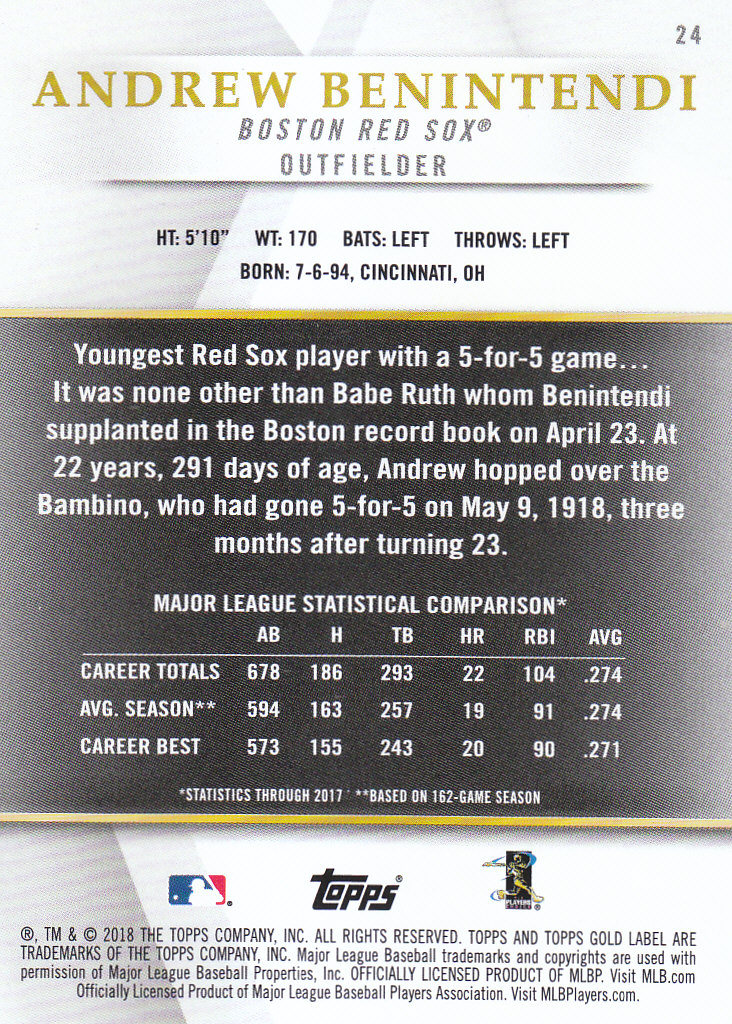 24
ANDREW BENINTENDI
BOSTON RED SOX®
OUTFIELDER
HT: 5'10" WT: 170 BATS: LEFT THROWS: LEFT
BORN: 7-6-94, CINCINNATI, OH
Youngest Red Sox player with a 5-for-5 game...
It was none other than Babe Ruth whom Benintendi
supplanted in the Boston record book on April 23. At
22 years, 291 days of age, Andrew hopped over the
Bambino, who had gone 5-for-5 on May 9, 1918, three
months after turning 23.
MAJOR LEAGUE STATISTICAL COMPARISON*
AB H TB HR RBI AVG
CAREER TOTALS 678 186 293 22 104 .274
AVG. SEASON** 594 163 257 19 91 .274
CAREER BEST 573 155 243 20 90 .271
*STATISTICS THROUGH 2017 **BASED ON 162-GAME SEASON
® Topps® PLAYERS ®
®, TM & © 2018 THE TOPPS COMPANY, INC. ALL RIGHTS RESERVED. TOPPS AND TOPPS GOLD LABEL ARE
TRADEMARKS OF THE TOPPS COMPANY, INC. Major League Baseball trademarks and copyrights are used with
permission of Major League Baseball Properties, Inc. OFFICIALLY LICENSED PRODUCT OF MLBP. Visit MLB.com
Officially Licensed Product of Major League Baseball Players Association. Visit MLBPlayers.com.